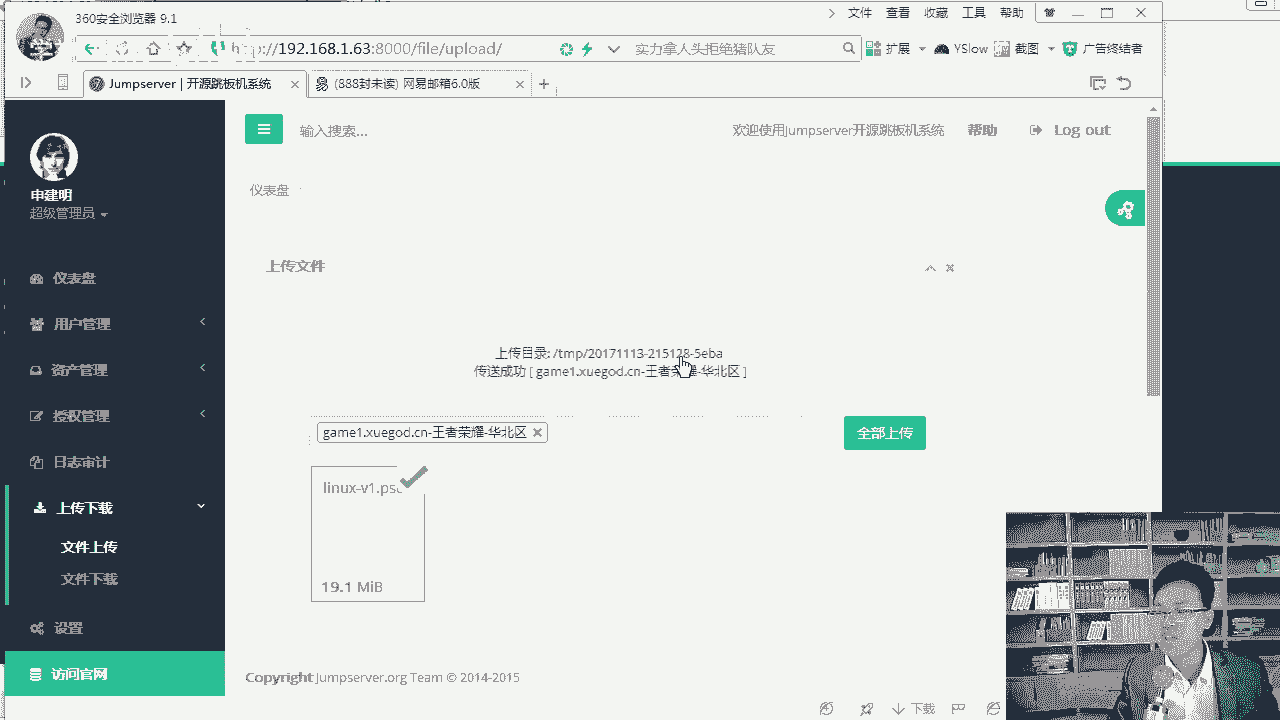 360安全浏览器 9.1
文件 查看 收藏 工具 帮助
http://192.168.1.63:8000/file/upload/
实力拿人头拒绝猪队友
扩展 YSlow 截图 广告终结者
Jumpserver | 开源跳板机系统
(888封未读) 网易邮箱6.0版
输入搜索...
欢迎使用Jumpserver开源跳板机系统 帮助 Log out
申建明
超级管理员
仪表盘
用户管理
资产管理
授权管理
日志审计
上传下载
文件上传
文件下载
设置
访问官网
仪表盘
上传文件
上传目录: /tmp/20171113-215128-5eba
传送成功 [ game1.xuegod.cn-王者荣耀-华北区 ]
game1.xuegod.cn-王者荣耀-华北区
全部上传
linux-v1.psc
19.1 MiB
Copyright Jumpserver.org Team © 2014-2015
下载